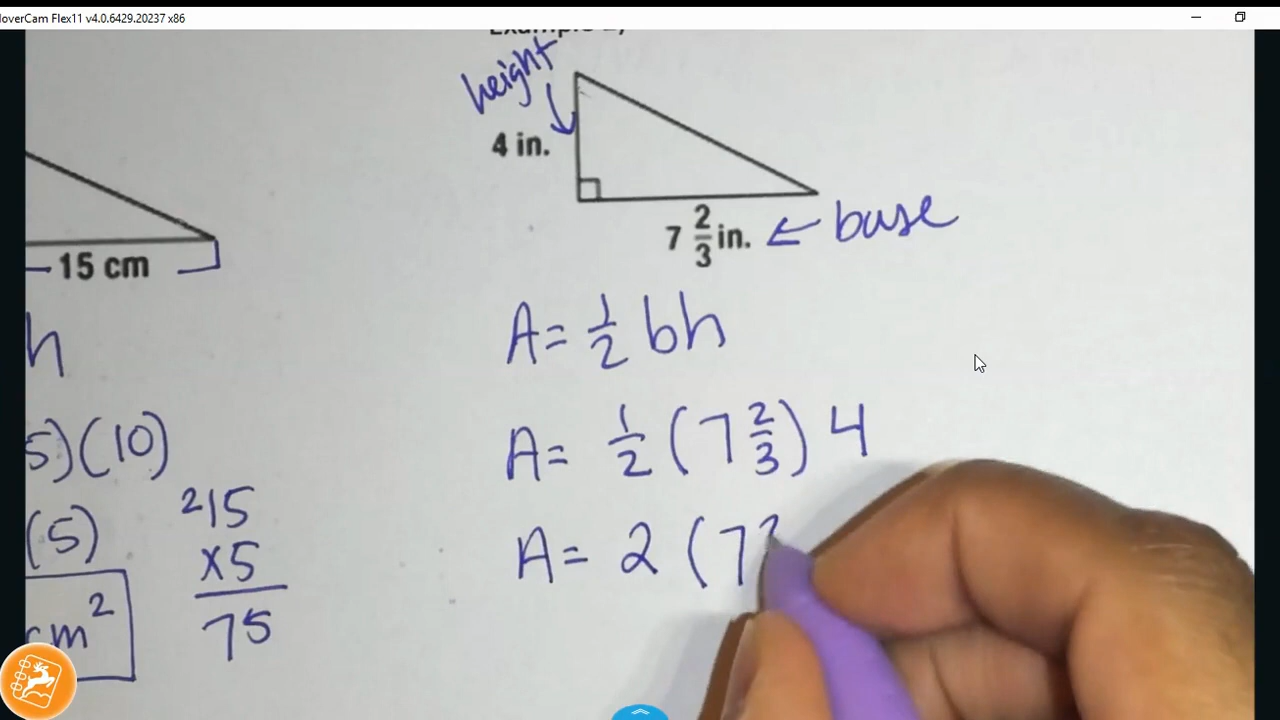 loverCam Flex11 v4.0.6429.20237 x86
height
4 in.
7 2/3 in. ← base
15 cm
A = 1/2 bh
A = 1/2 (7 2/3) 4
A = 2 (7
h
5)(10)
(5)
cm²
²15
x5
75